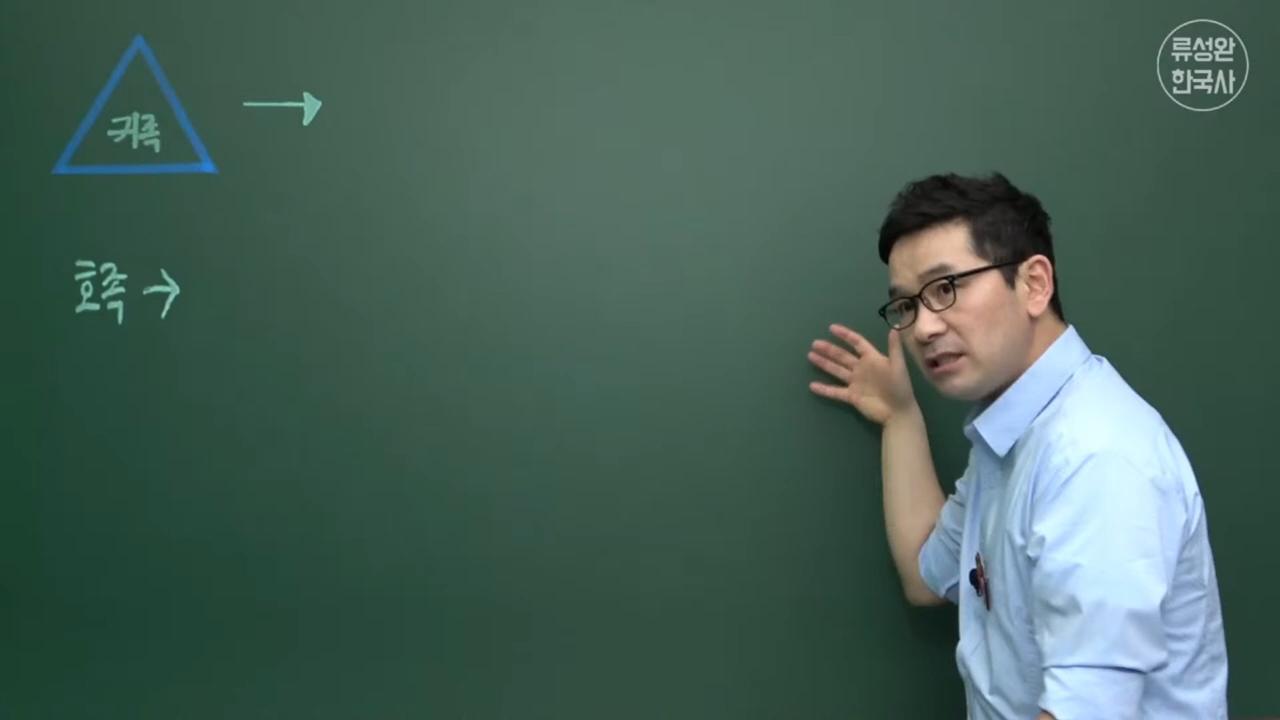 귀족 →
호족 →
류성완
한국사